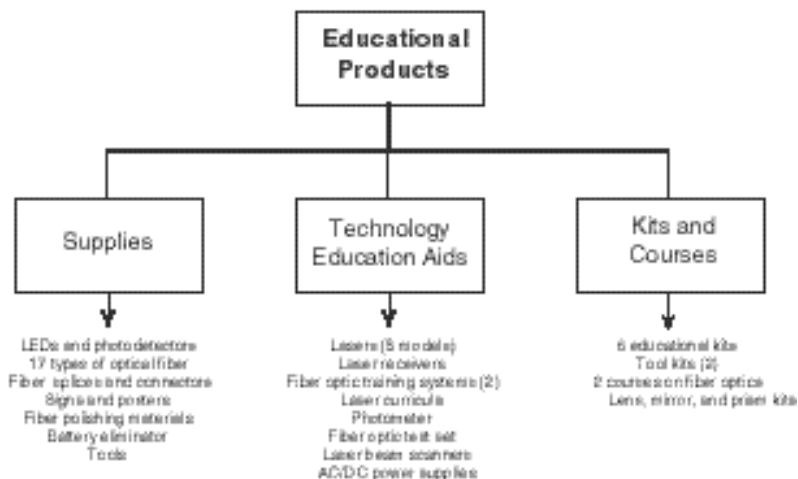 Educational
Products
Supplies
Technology
Education Aids
Kits and
Courses
LEDs and photodetectors
17 types of optical fiber
Fiber splices and connectors
Signs and posters
Fiber polishing materials
Battery eliminator
Tools
Lasers ( models)
Laser receivers
Fiber optic training systems (2)
Laser curricula
Photometer
Fiber optic test set
Laser beam scanners
AC/DC power supplies
6 educational kits
Tool kits (2)
2 courses on fiber optics
Lens, mirror, and prism kits